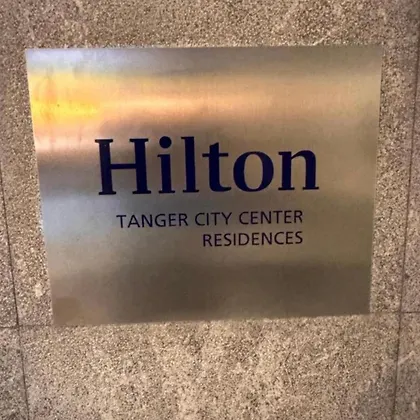 Hilton
TANGER CITY CENTER
RESIDENCES